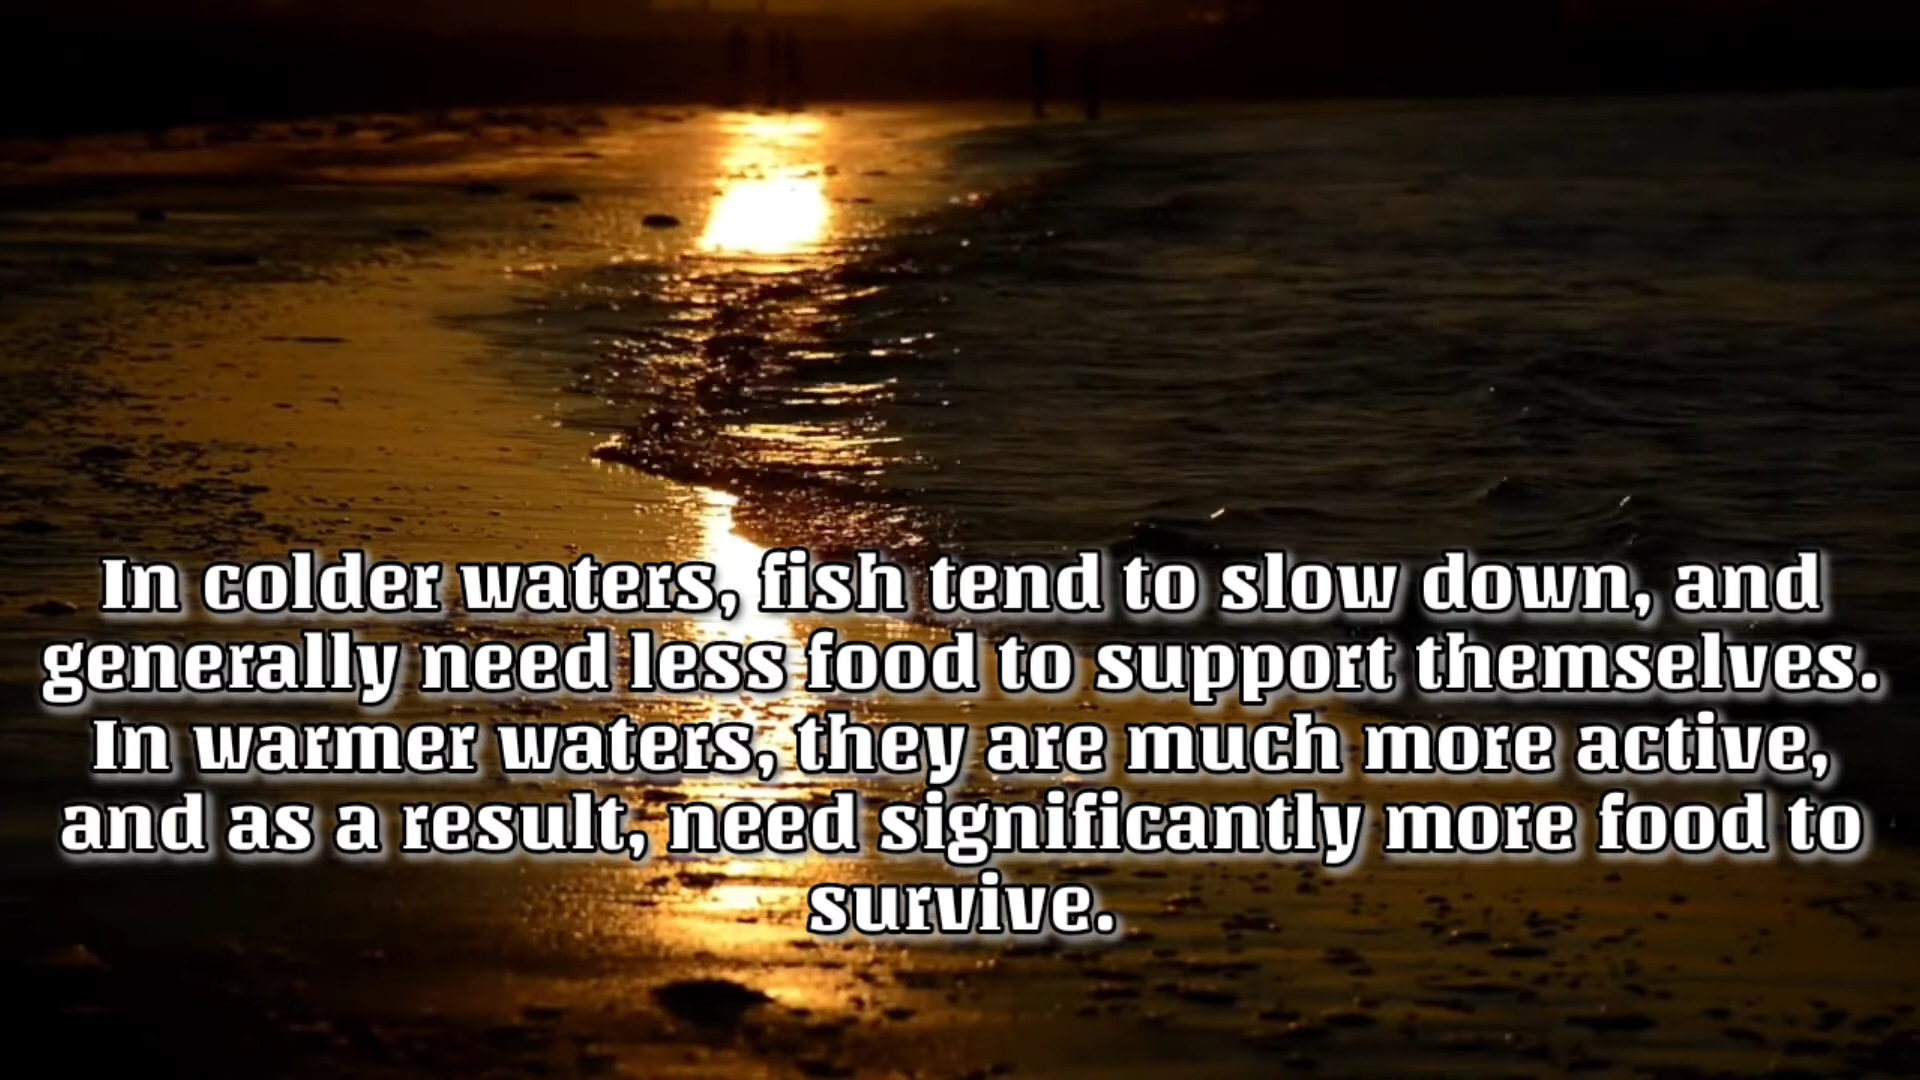 In colder waters, fish tend to slow down, and
generally need less food to support themselves.
In warmer waters, they are much more active,
and as a result, need significantly more food to
survive.